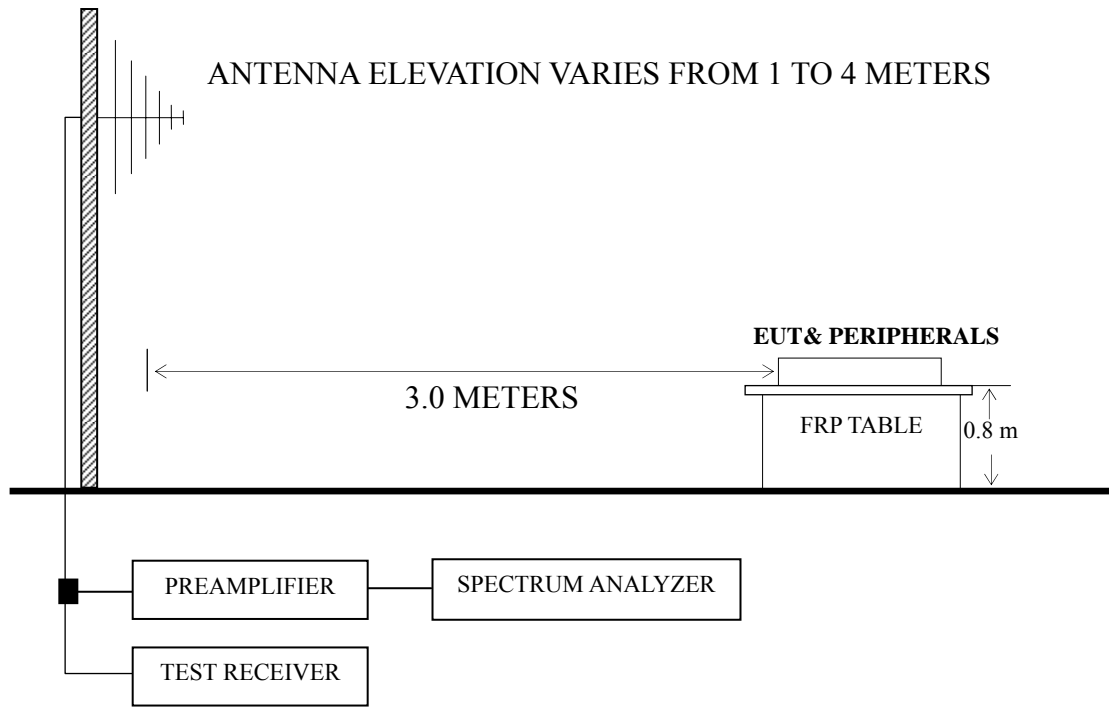 ANTENNA ELEVATION VARIES FROM 1 TO 4 METERS
EUT& PERIPHERALS
3.0 METERS
FRP TABLE
0.8 m
PREAMPLIFIER
SPECTRUM ANALYZER
TEST RECEIVER